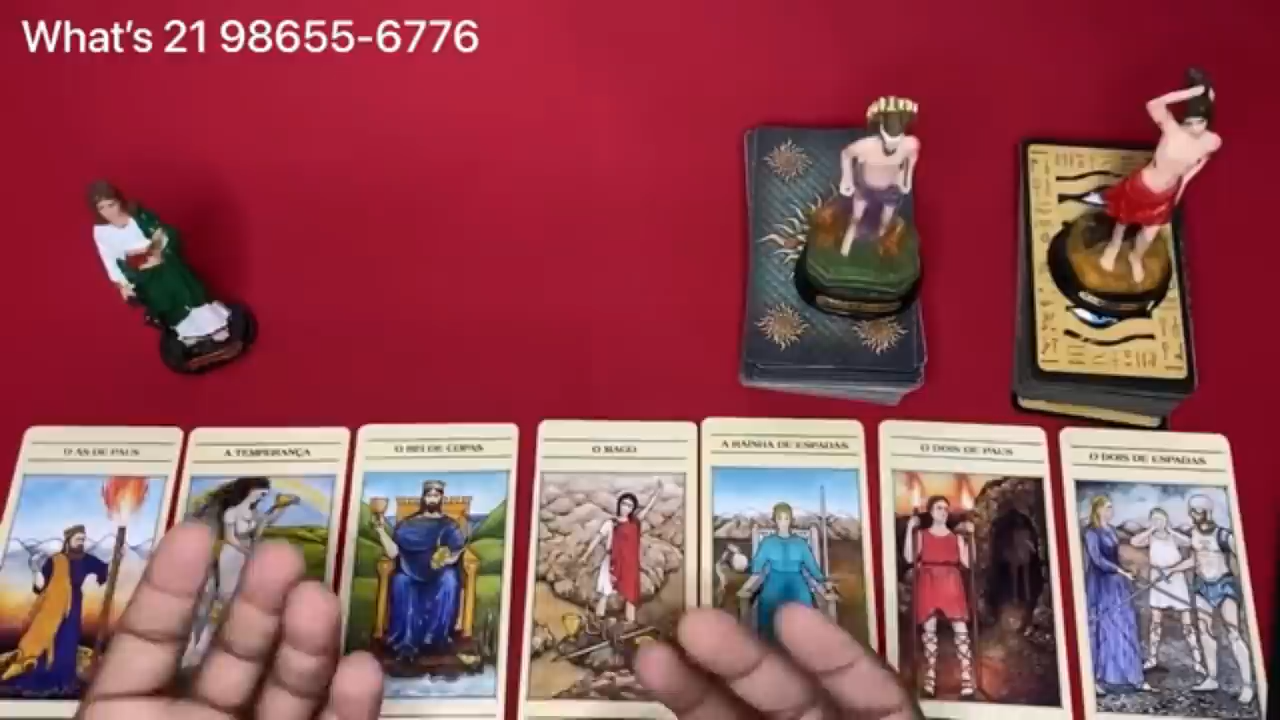 What's 21 98655-6776
O ÁS DE PAUS
A TEMPERANÇA
O REI DE COPAS
O MAGO
A RAINHA DE ESPADAS
O DOIS DE PAUS
O DOIS DE ESPADAS